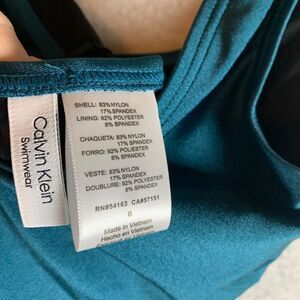 Calvin Klein
Swimwear
SHELL: 83% NYLON
17% SPANDEX
LINING: 92% POLYESTER
8% SPANDEX
CHAQUETA: 83% NYLON
17% SPANDEX
FORRO: 92% POLIESTER
8% SPANDEX
VESTE: 83% NYLON
17% SPANDEX
DOUBLURE: 92% POLYESTER
8% SPANDEX
RN#54163 CA#57151
6
Made in Vietnam
Hecho en Vietnam